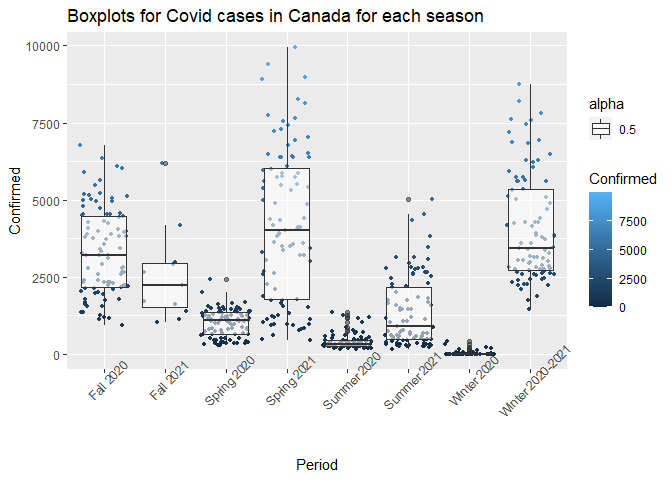 Boxplots for Covid cases in Canada for each season
Confirmed
10000
7500
5000
2500
0
Fall 2020
Fall 2021
Spring 2020
Spring 2021
Summer 2020
Summer 2021
Winter 2020
Winter 2020-2021
Period
alpha
0.5
Confirmed
7500
5000
2500
0